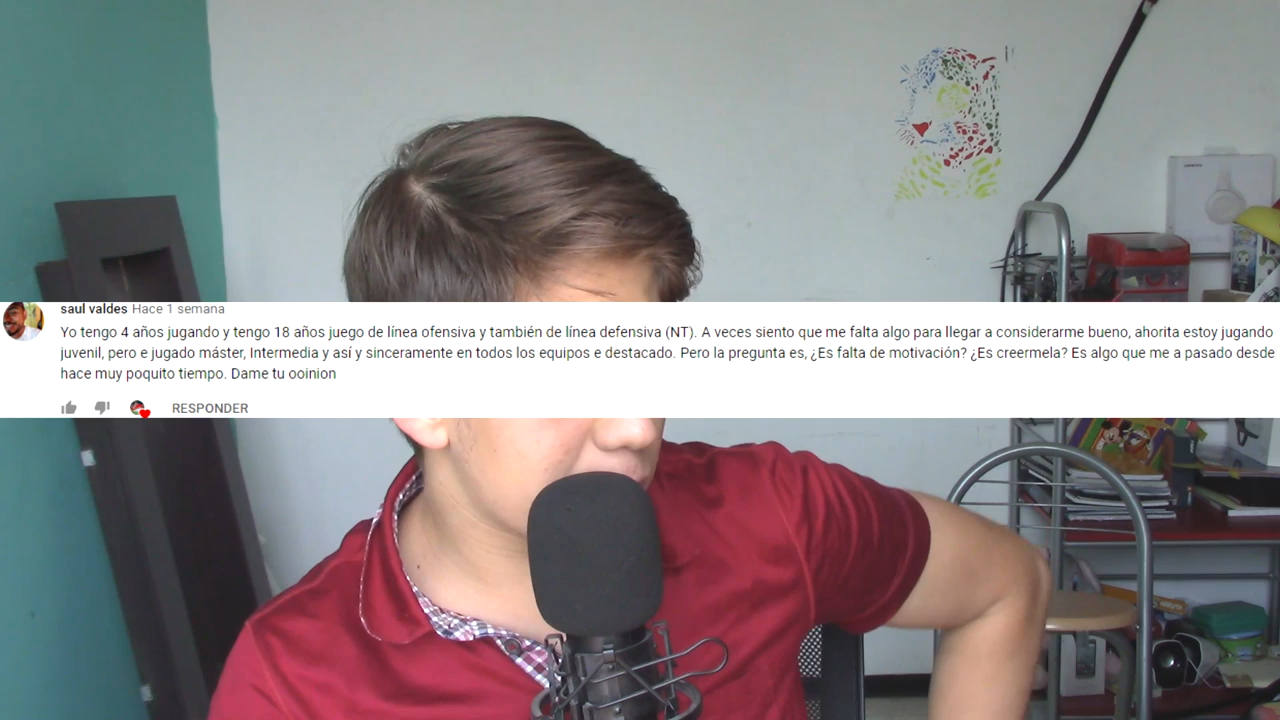 saul valdes Hace 1 semana
Yo tengo 4 años jugando y tengo 18 años juego de línea ofensiva y también de línea defensiva (NT). A veces siento que me falta algo para llegar a considerarme bueno, ahorita estoy jugando
juvenil, pero e jugado máster, Intermedia y así y sinceramente en todos los equipos e destacado. Pero la pregunta es, ¿Es falta de motivación? ¿Es creermela? Es algo que me a pasado desde
hace muy poquito tiempo. Dame tu ooinion
RESPONDER